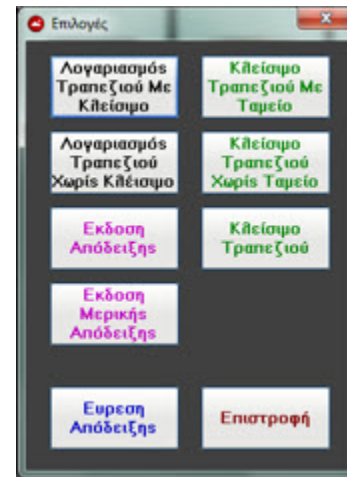 Επιλογές
Λογαριασμός
Τραπεζιού Με
Κλείσιμο
Κλείσιμο
Τραπεζιού Με
Ταμείο
Λογαριασμός
Τραπεζιού
Χωρίς Κλέισιμο
Κλείσιμο
Τραπεζιού
Χωρίς Ταμείο
Εκδοση
Απόδειξης
Κλείσιμο
Τραπεζιού
Εκδοση
Μερικής
Απόδειξης
Ευρεση
Απόδειξης
Επιστροφή